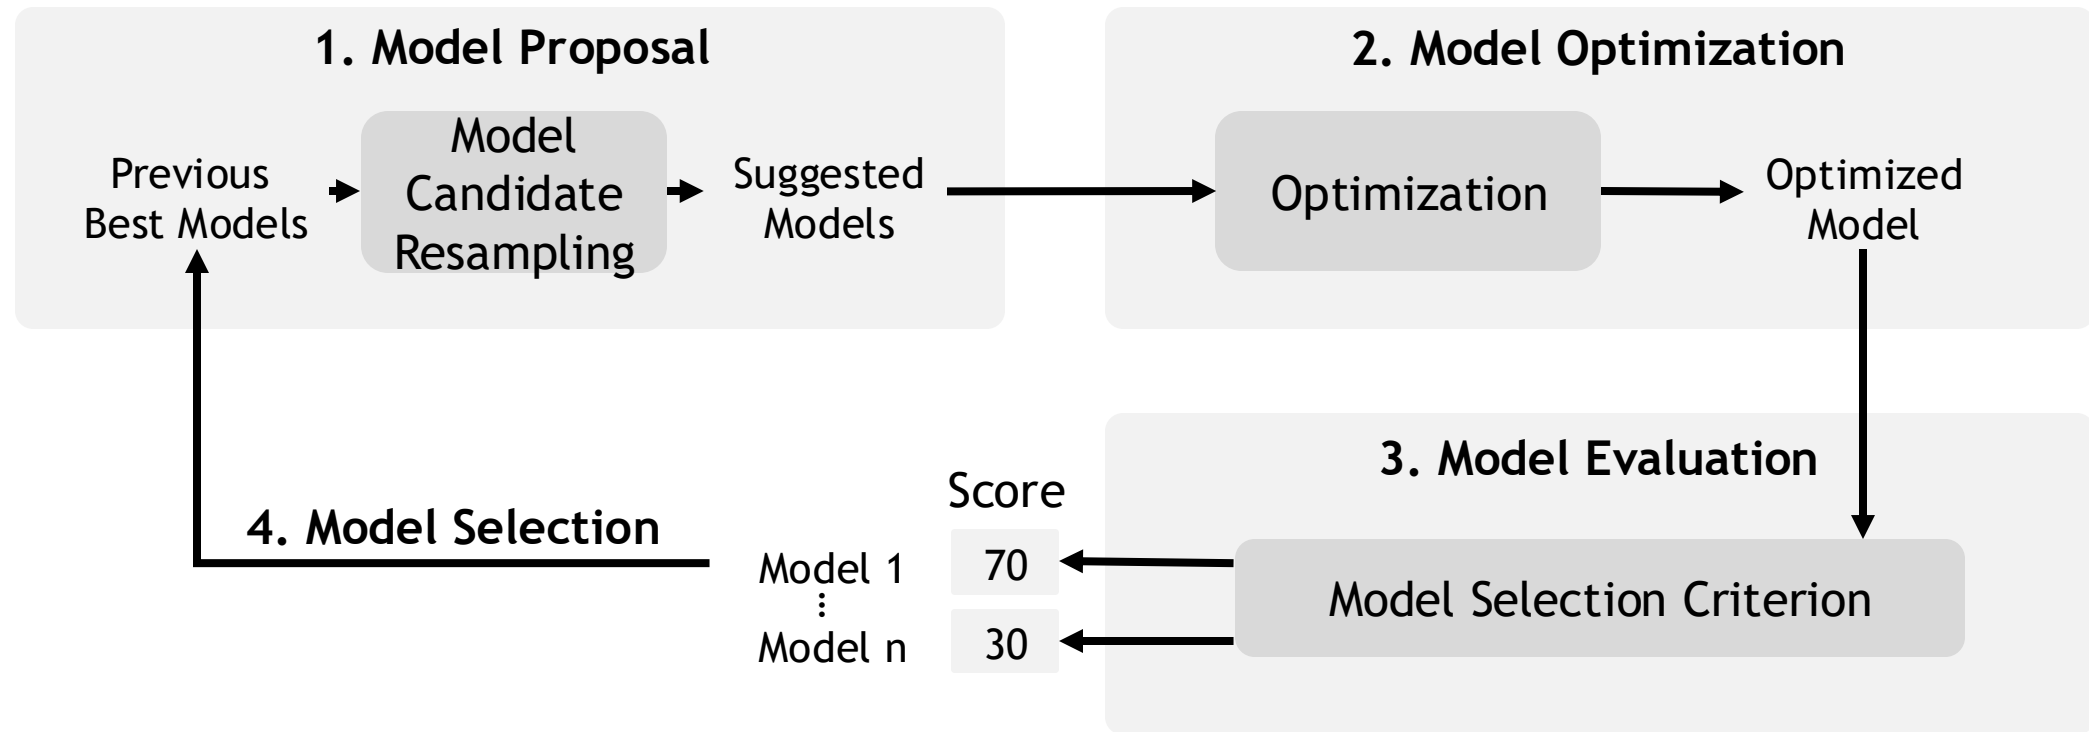 1. Model Proposal
Previous
Best Models
Model
Candidate
Resampling
Suggested
Models
2. Model Optimization
Optimization
Optimized
Model
3. Model Evaluation
Model Selection Criterion
Score
Model 1
70
Model n
30
4. Model Selection